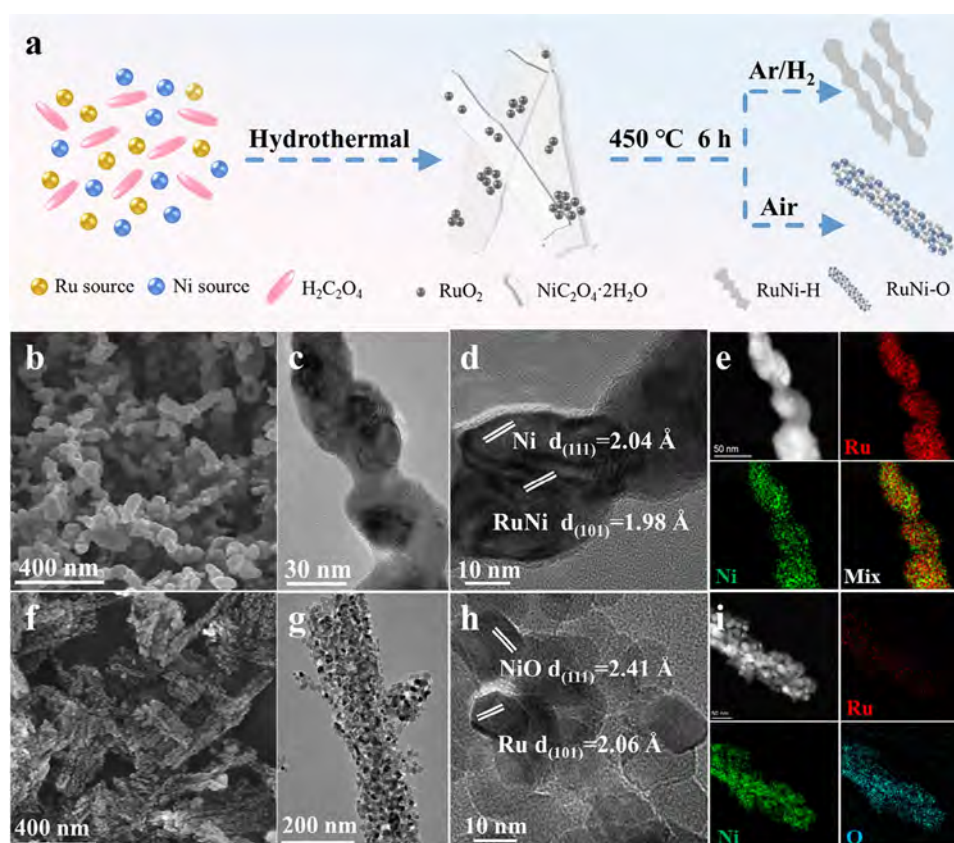 a
Ar/H₂
Hydrothermal
450 °C 6 h
Air
Ru source
Ni source
H₂C₂O₄
RuO₂
NiC₂O₄·2H₂O
RuNi-H
RuNi-O
b
400 nm
c
30 nm
d
Ni d(111)=2.04 Å
RuNi d(101)=1.98 Å
10 nm
e
50 nm
Ru
Ni
Mix
f
400 nm
g
200 nm
h
NiO d(111)=2.41 Å
Ru d(101)=2.06 Å
10 nm
i
Ru
Ni
O